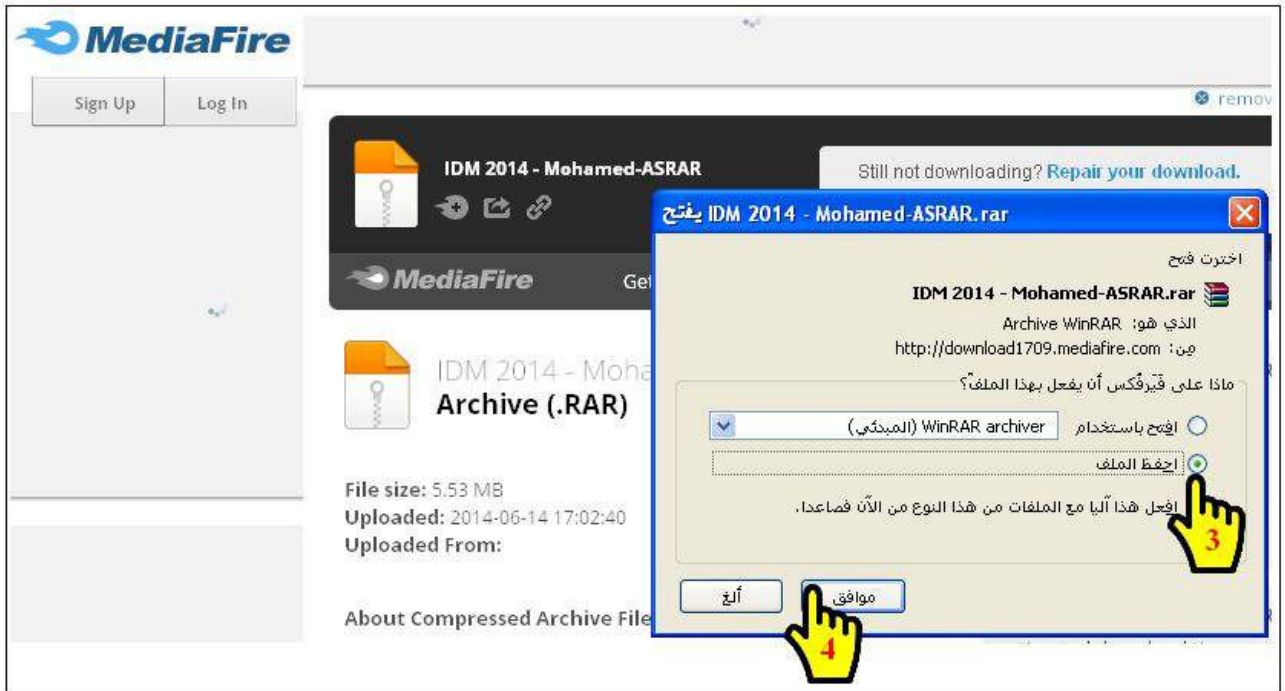 MediaFire
Sign Up
Log In
remov
IDM 2014 - Mohamed-ASRAR
Still not downloading? Repair your download.
MediaFire
Get
IDM 2014 - Moha
Archive (.RAR)
File size: 5.53 MB
Uploaded: 2014-06-14 17:02:40
Uploaded From:
About Compressed Archive File
يفتح IDM 2014 - Mohamed-ASRAR.rar
اخترت فتح
IDM 2014 - Mohamed-ASRAR.rar
الذي هو: Archive WinRAR
مِن: http://download1709.mediafire.com
ماذا على فَيَرفُكس أن يفعل بهذا الملفّ؟
افتح باستخدام
WinRAR archiver (المبدئي)
احفظ الملف
افعل هذا آليا مع الملفات من هذا النوع من الآن فصاعدا.
3
موافق
ألغ
4